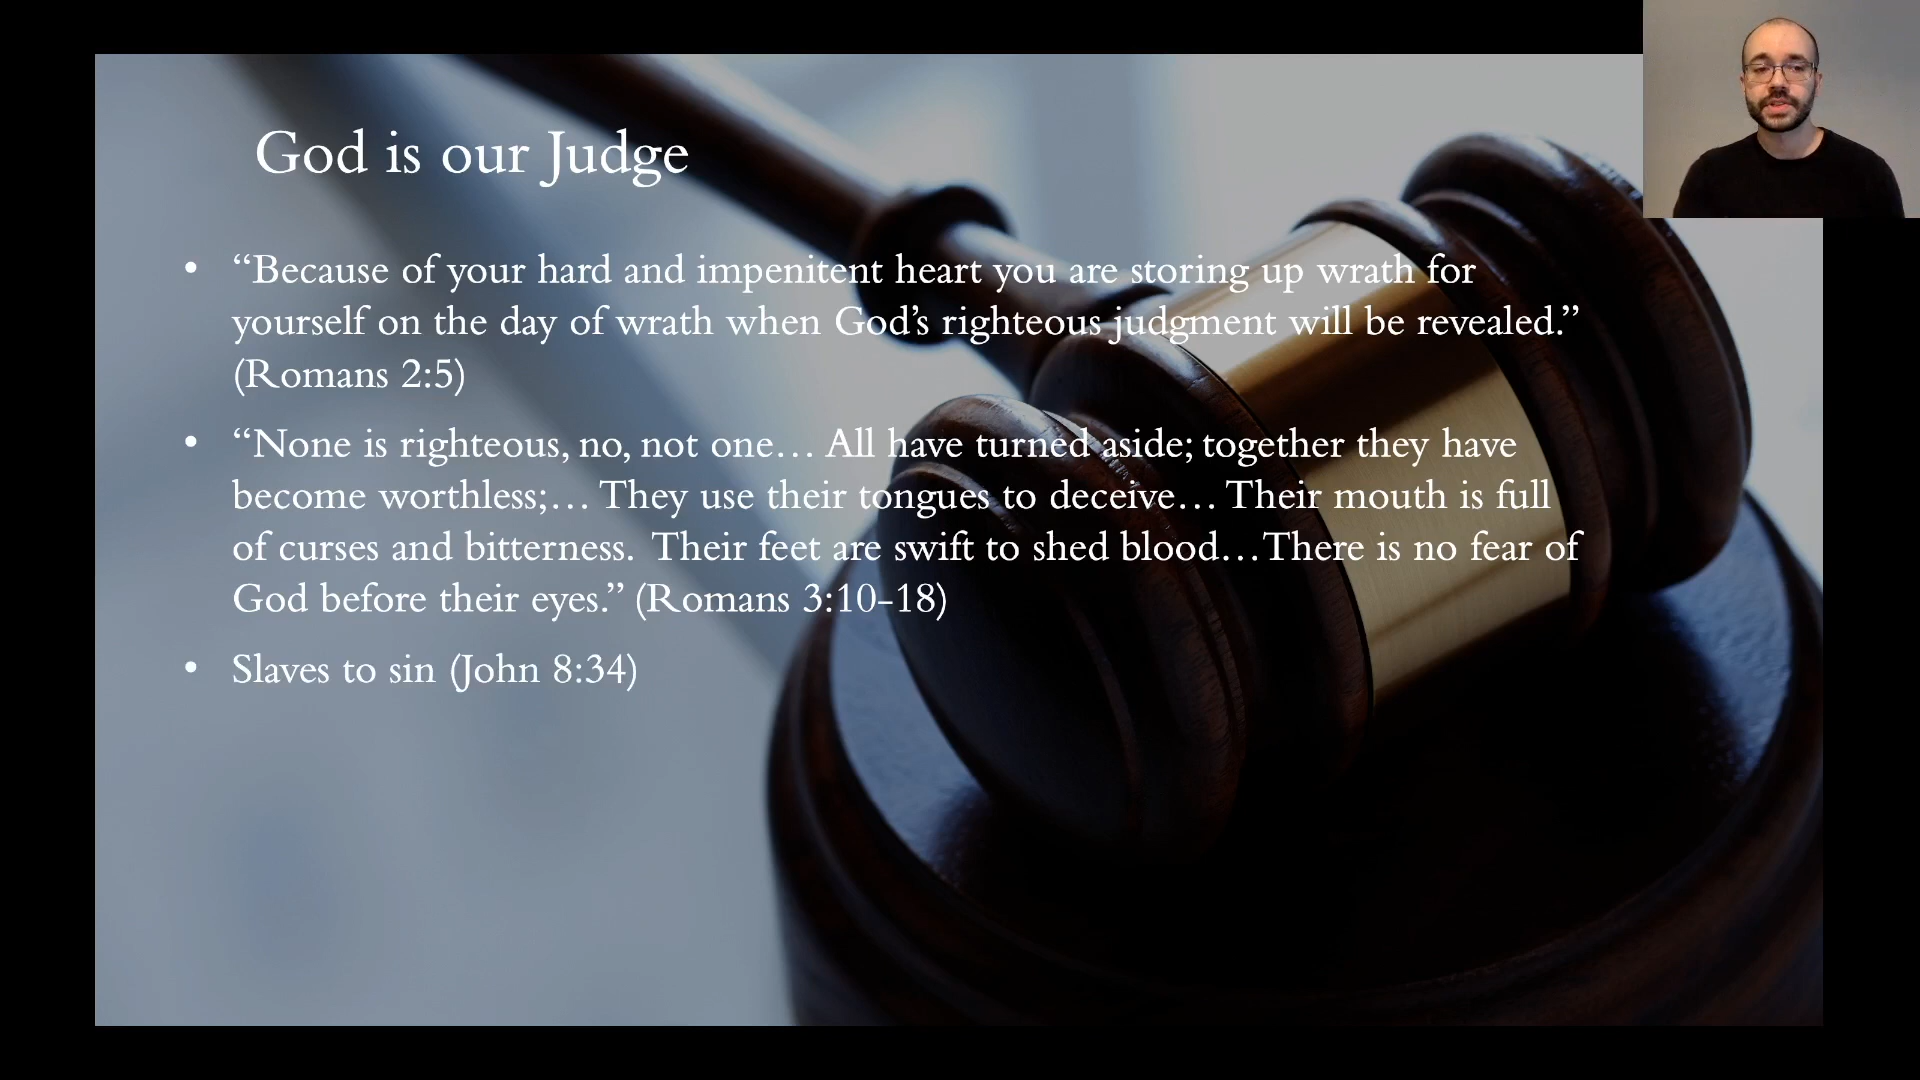 God is our Judge
• “Because of your hard and impenitent heart you are storing up wrath for
yourself on the day of wrath when God’s righteous judgment will be revealed.”
(Romans 2:5)
• “None is righteous, no, not one… All have turned aside; together they have
become worthless;… They use their tongues to deceive… Their mouth is full
of curses and bitterness. Their feet are swift to shed blood…There is no fear of
God before their eyes.” (Romans 3:10-18)
• Slaves to sin (John 8:34)